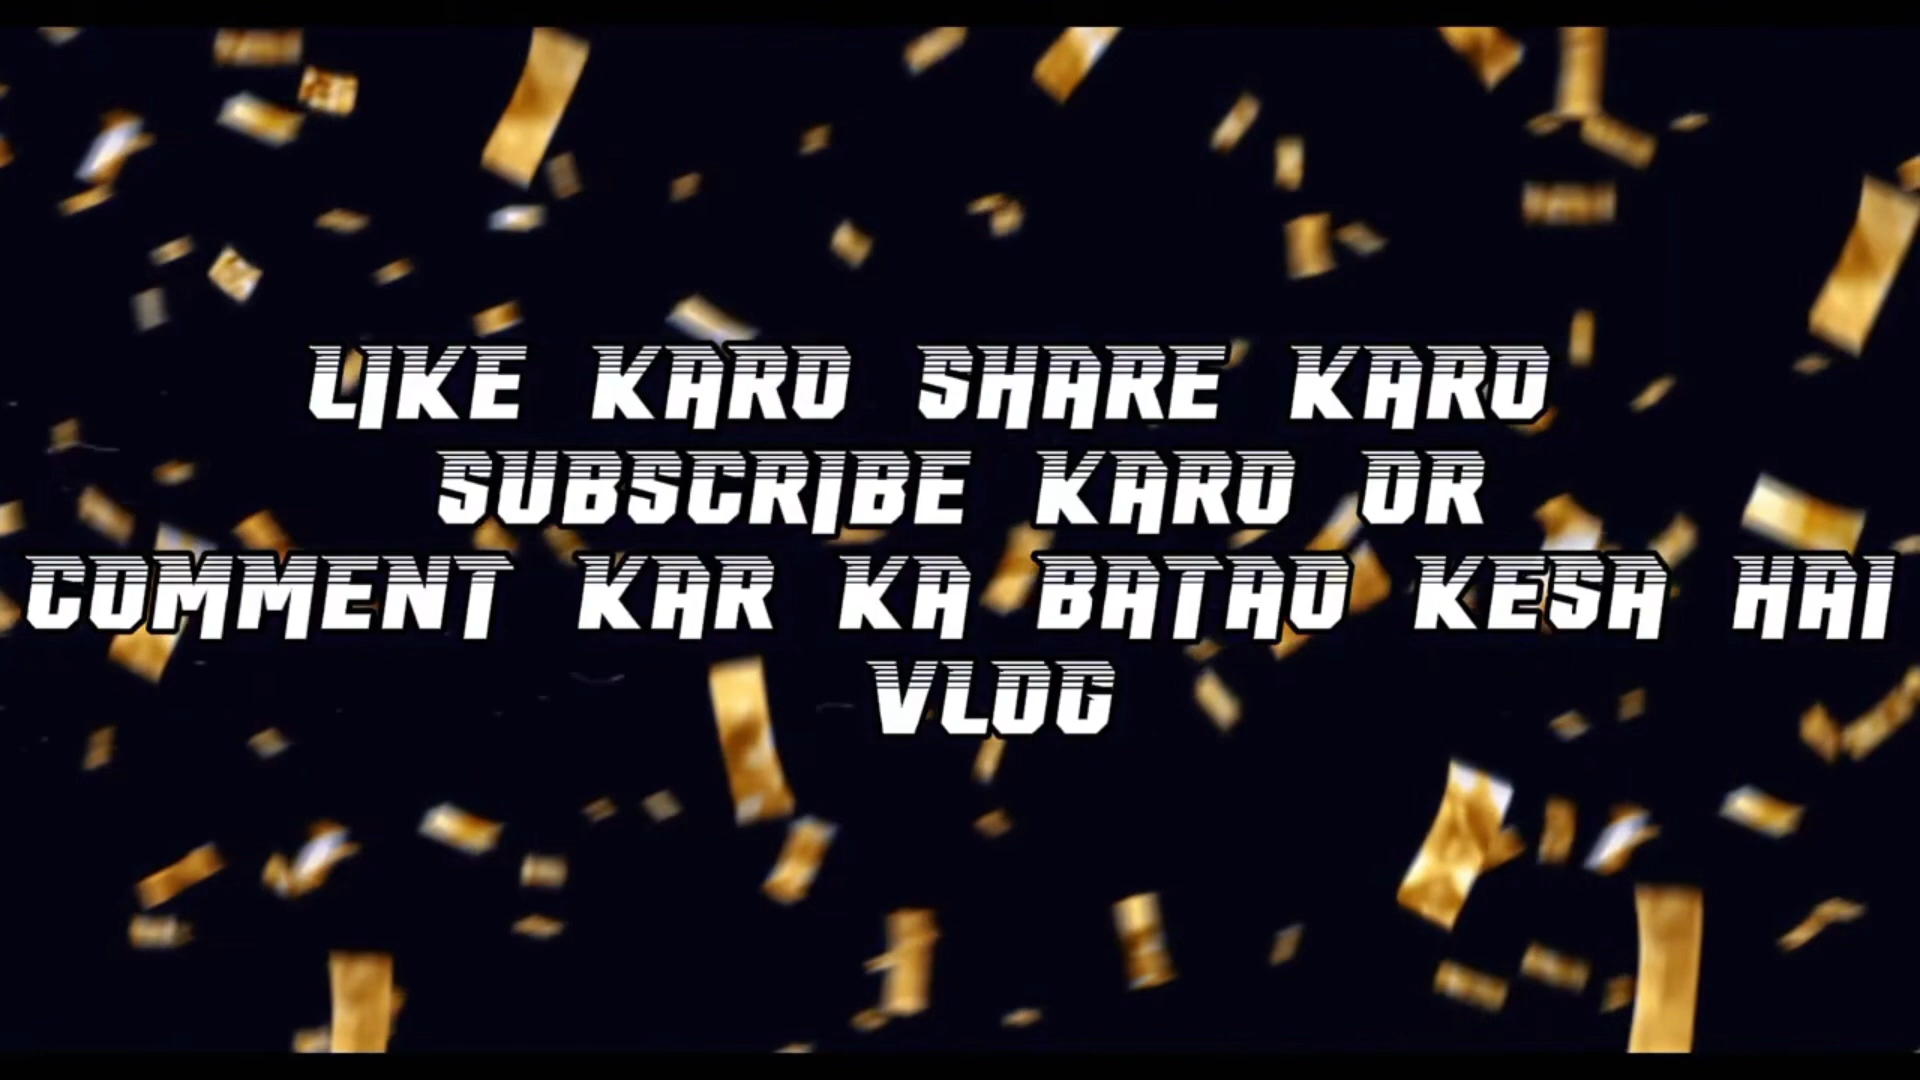 LIKE KARO SHARE KARO
SUBSCRIBE KARO OR
COMMENT KAR KA BATAO KESA HAI
VLOG